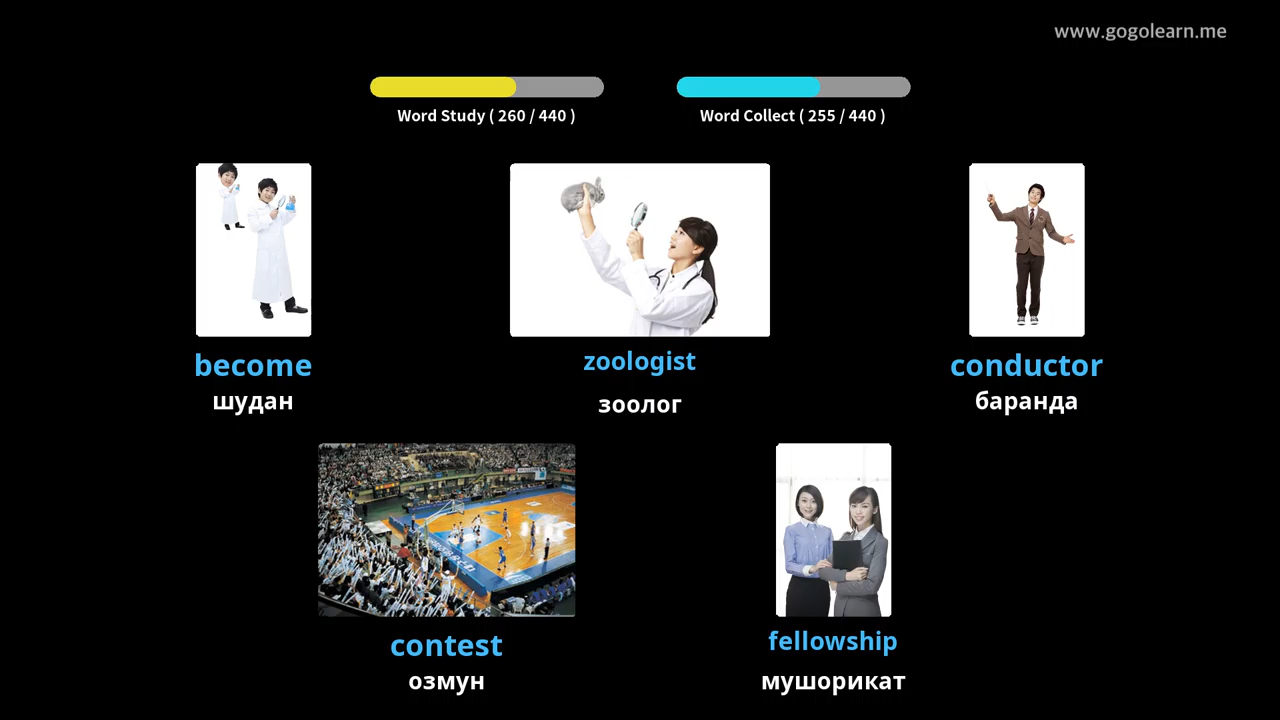 www.gogolearn.me
Word Study ( 260 / 440 )
Word Collect ( 255 / 440 )
become
шудан
zoologist
зоолог
conductor
баранда
contest
озмун
fellowship
мушорикат